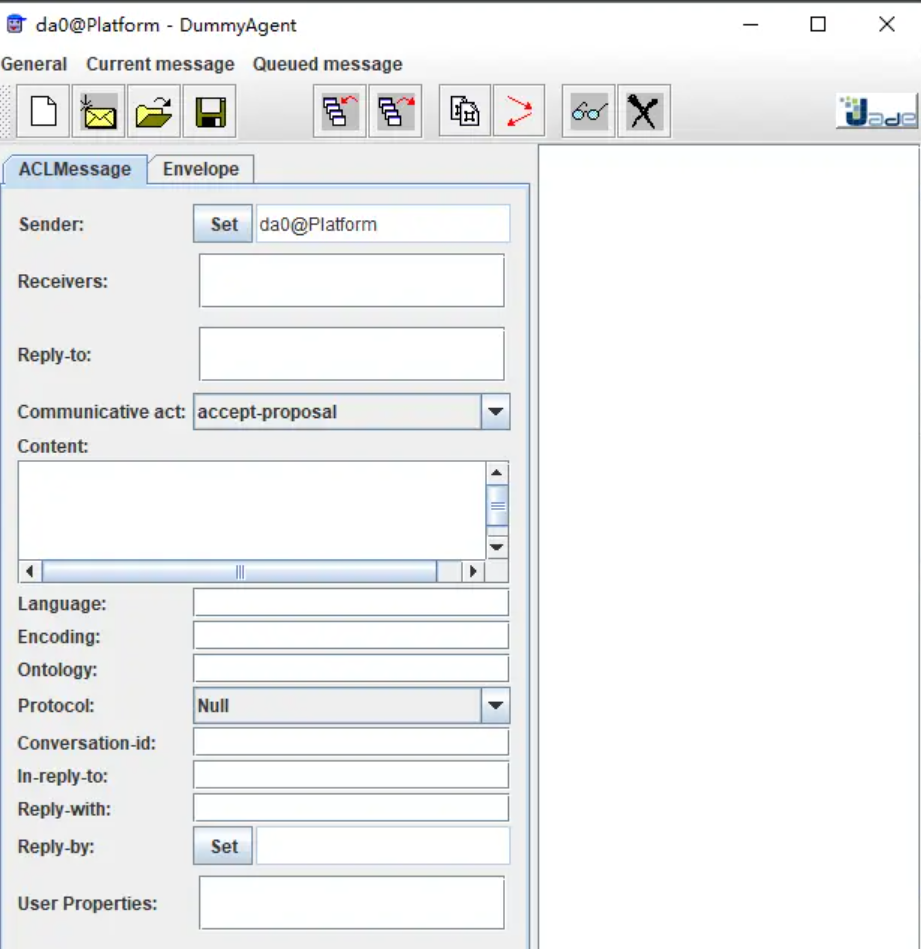 da0@Platform - DummyAgent
General Current message Queued message
Jade
ACLMessage Envelope
Sender: Set da0@Platform
Receivers:
Reply-to:
Communicative act: accept-proposal
Content:
Language:
Encoding:
Ontology:
Protocol: Null
Conversation-id:
In-reply-to:
Reply-with:
Reply-by: Set
User Properties: